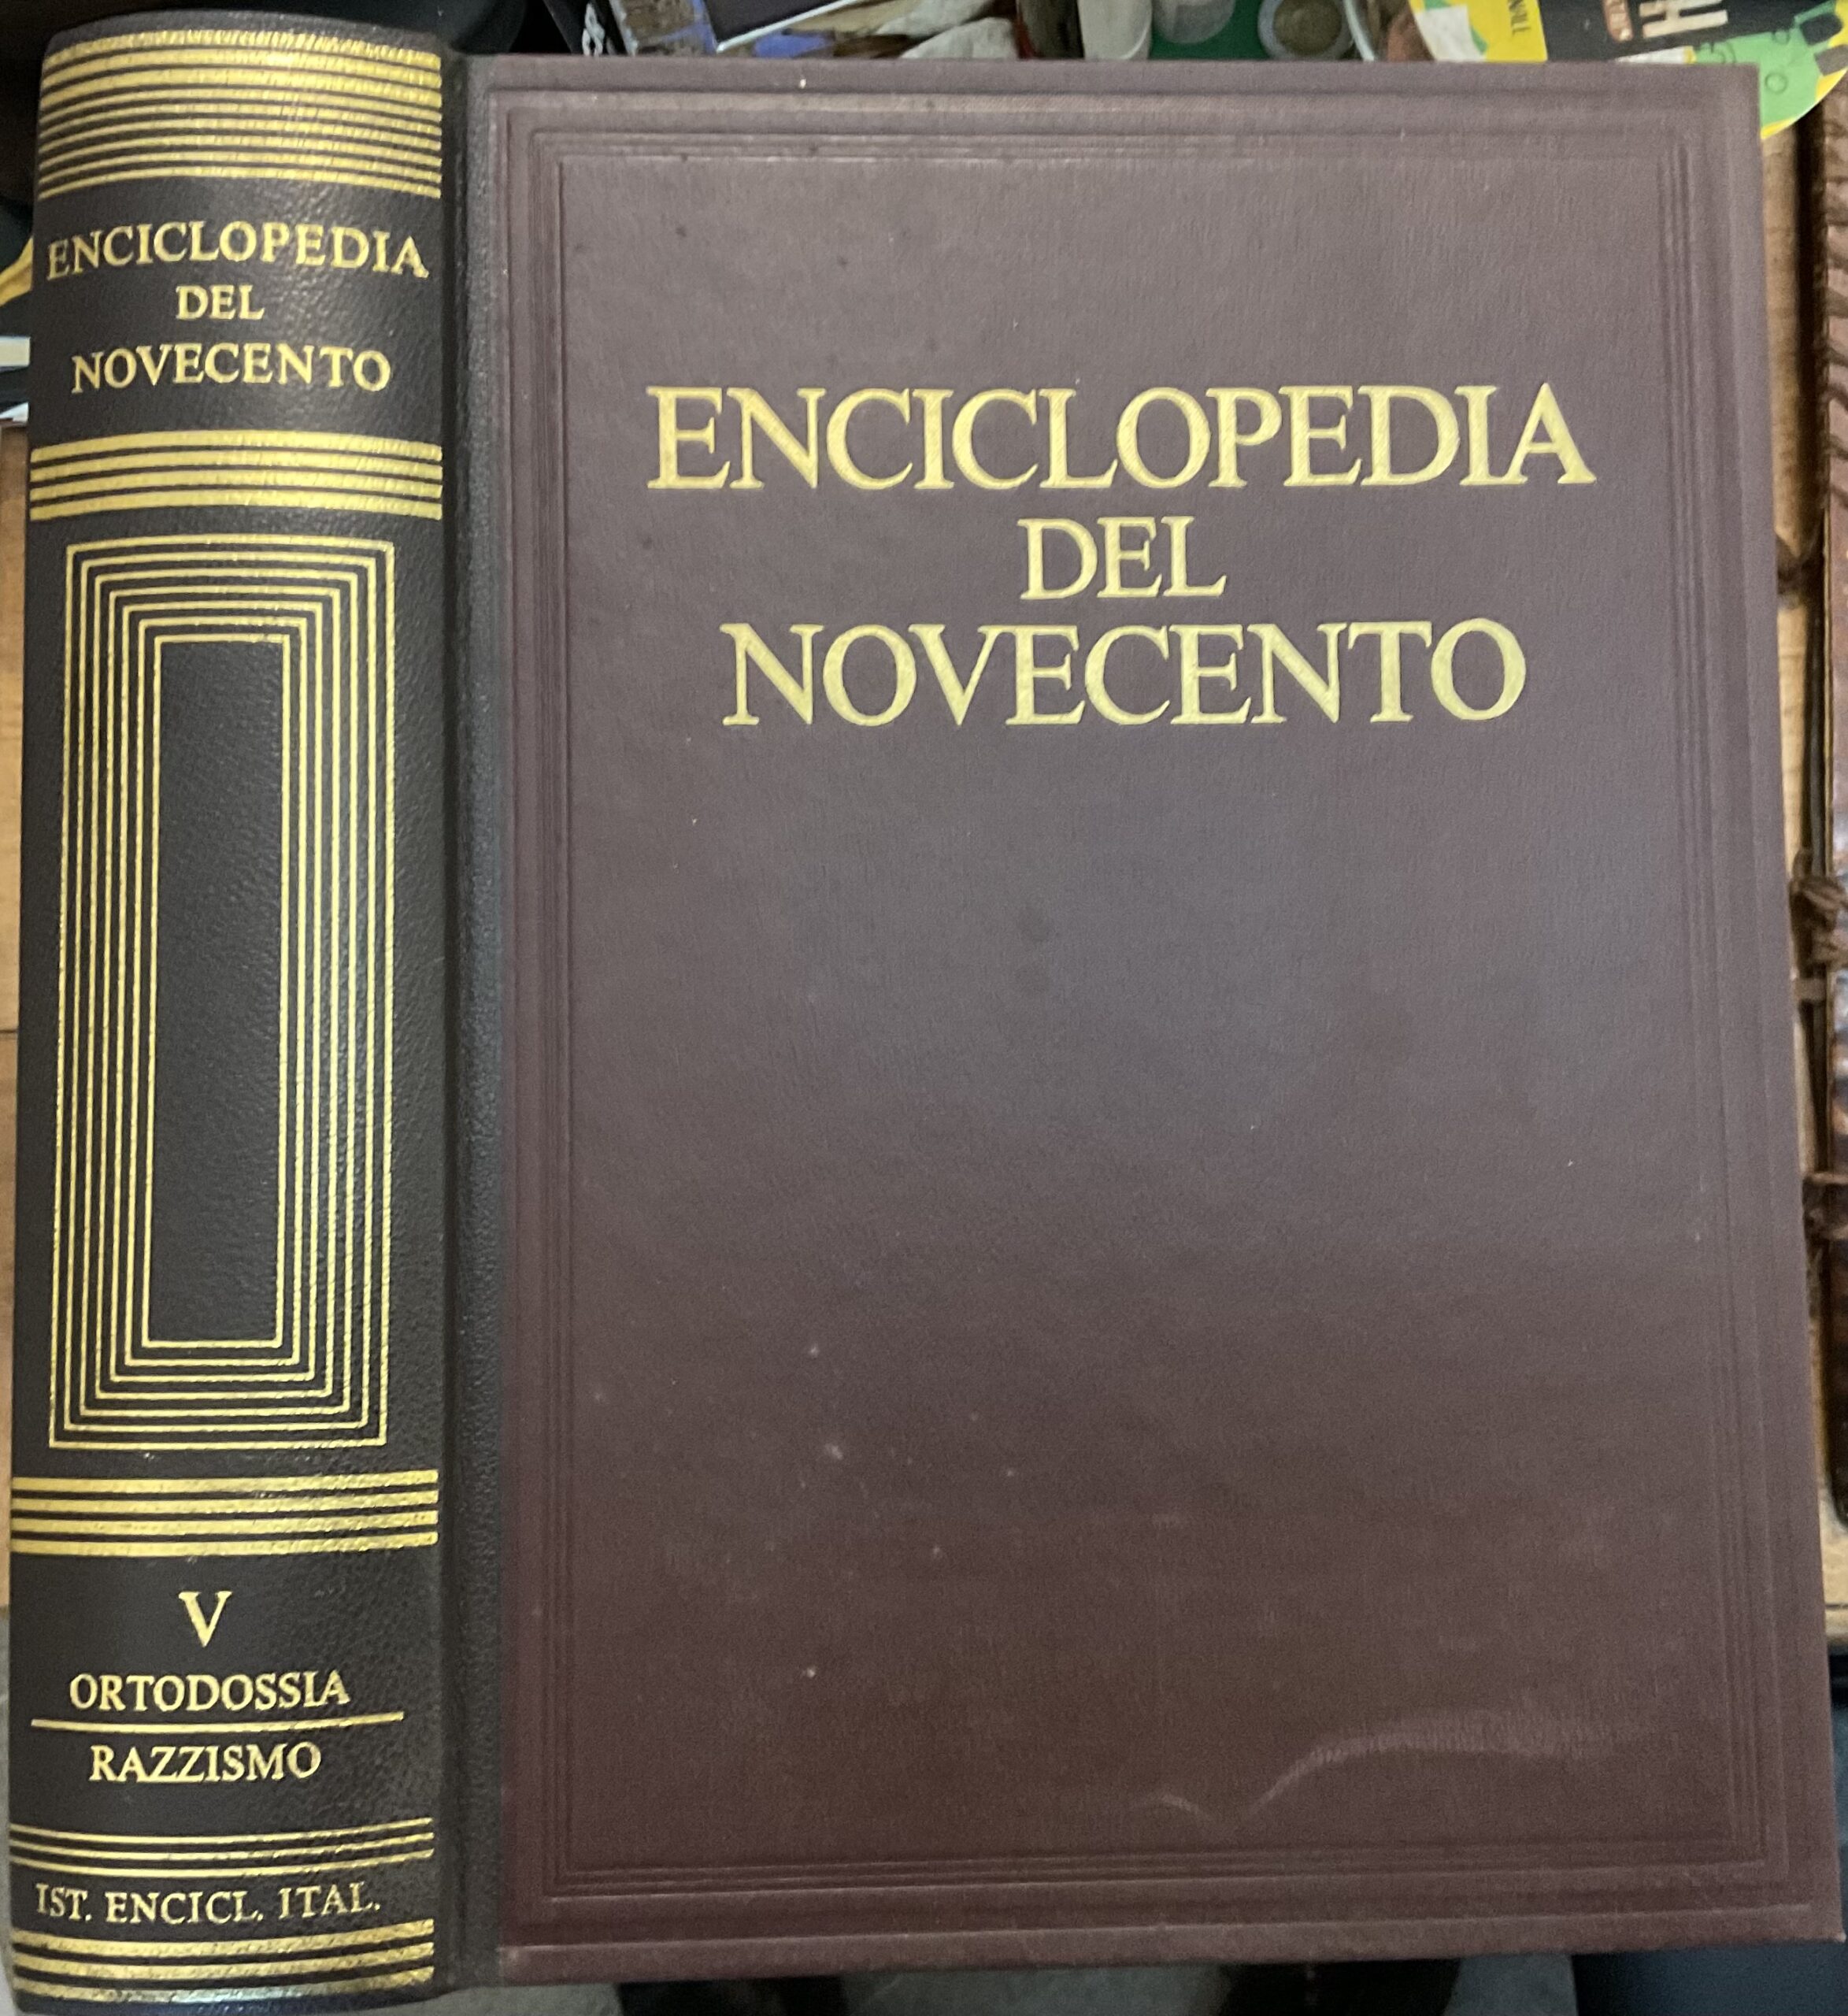 ENCICLOPEDIA
DEL
NOVECENTO
V
ORTODOSSIA
RAZZISMO
IST. ENCICL. ITAL.
ENCICLOPEDIA
DEL
NOVECENTO